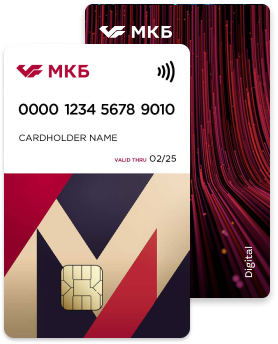 МКБ
МКБ
0000 1234 5678 9010
CARDHOLDER NAME
VALID THRU 02/25
Digital